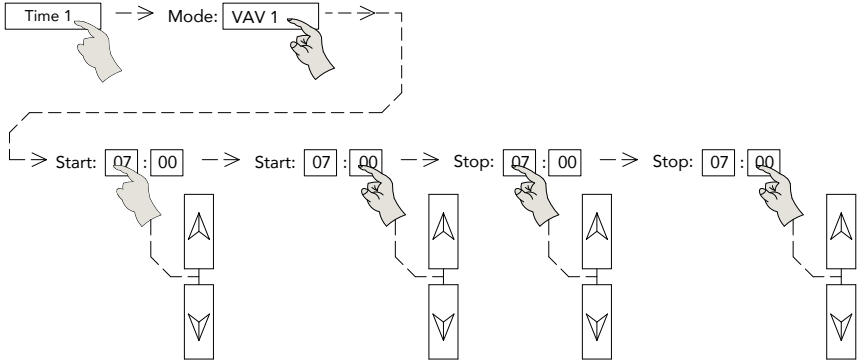 Time 1 Mode: VAV 1
Start: 07 : 00 Start: 07 : 00 Stop: 07 : 00 Stop: 07 : 00